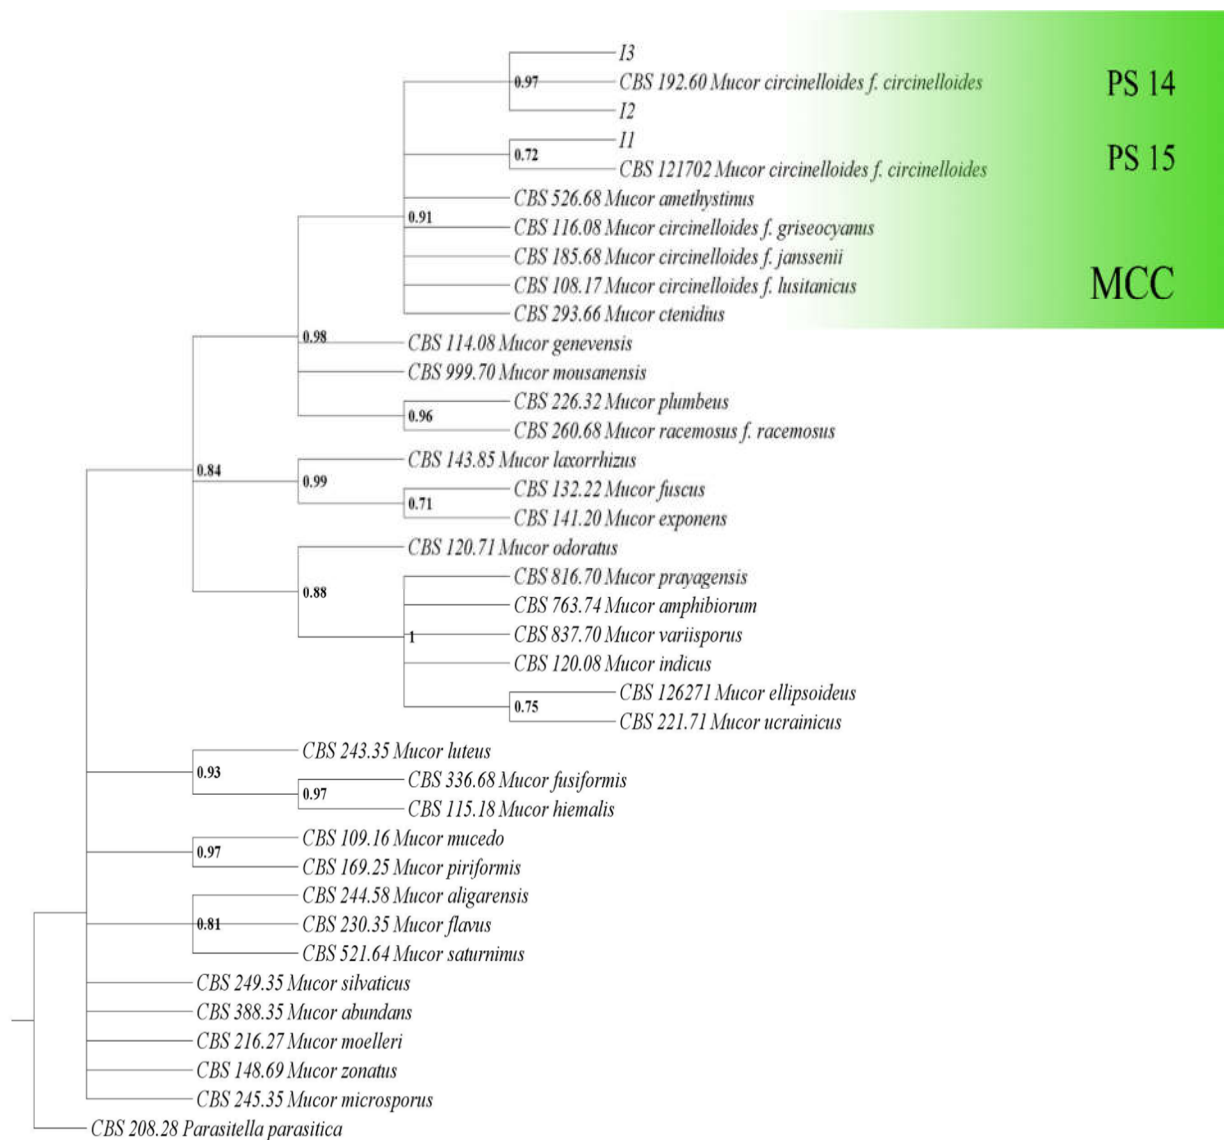 I3
0.97
CBS 192.60 Mucor circinelloides f. circinelloides
PS 14
I2
I1
0.72
PS 15
CBS 121702 Mucor circinelloides f. circinelloides
CBS 526.68 Mucor amethystinus
0.91
CBS 116.08 Mucor circinelloides f. griseocyanus
CBS 185.68 Mucor circinelloides f. janssenii
CBS 108.17 Mucor circinelloides f. lusitanicus
MCC
CBS 293.66 Mucor ctenidius
0.98
CBS 114.08 Mucor genevensis
CBS 999.70 Mucor mousanensis
CBS 226.32 Mucor plumbeus
0.96
CBS 260.68 Mucor racemosus f. racemosus
CBS 143.85 Mucor laxorrhizus
0.84
0.99
CBS 132.22 Mucor fuscus
0.71
CBS 141.20 Mucor exponens
CBS 120.71 Mucor odoratus
CBS 816.70 Mucor prayagensis
0.88
CBS 763.74 Mucor amphibiorum
1
CBS 837.70 Mucor variisporus
CBS 120.08 Mucor indicus
CBS 126271 Mucor ellipsoideus
0.75
CBS 221.71 Mucor ucrainicus
CBS 243.35 Mucor luteus
0.93
CBS 336.68 Mucor fusiformis
0.97
CBS 115.18 Mucor hiemalis
CBS 109.16 Mucor mucedo
0.97
CBS 169.25 Mucor piriformis
CBS 244.58 Mucor aligarensis
0.81
CBS 230.35 Mucor flavus
CBS 521.64 Mucor saturninus
CBS 249.35 Mucor silvaticus
CBS 388.35 Mucor abundans
CBS 216.27 Mucor moelleri
CBS 148.69 Mucor zonatus
CBS 245.35 Mucor microsporus
CBS 208.28 Parasitella parasitica